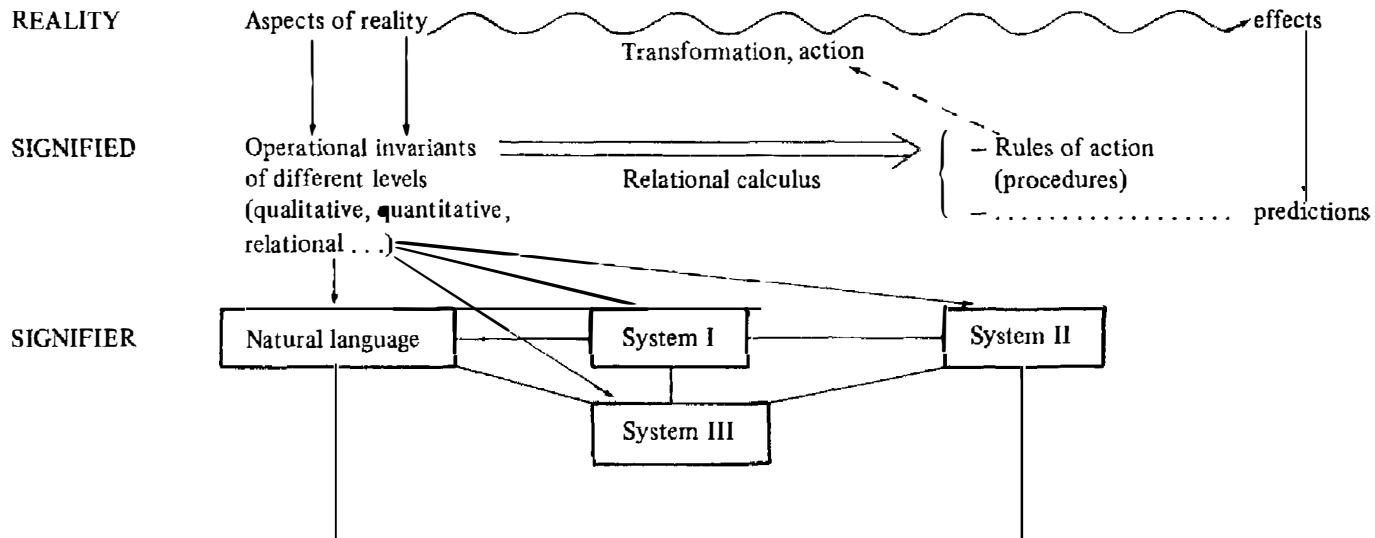 REALITY Aspects of reality effects
Transformation, action
SIGNIFIED Operational invariants – Rules of action
of different levels Relational calculus (procedures)
(qualitative, quantitative, – . . . . . . . . . . . . . . . . . predictions
relational . . .)
SIGNIFIER Natural language System I System II
System III